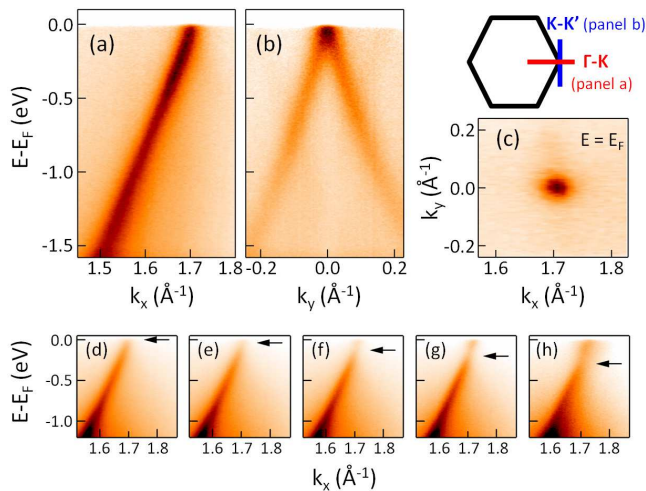 (a)
(b)
E-E_F (eV)
0.0
-0.5
-1.0
-1.5
1.5 1.6 1.7 1.8
k_x (Å⁻¹)
-0.2 0.0 0.2
k_y (Å⁻¹)
K-K' (panel b)
Γ-K
(panel a)
(c)
E = E_F
k_y (Å⁻¹)
0.2
0.0
-0.2
1.6 1.7 1.8
k_x (Å⁻¹)
(d)
(e)
(f)
(g)
(h)
E-E_F (eV)
0.0
-0.5
-1.0
1.6 1.7 1.8
1.6 1.7 1.8
1.6 1.7 1.8
1.6 1.7 1.8
1.6 1.7 1.8
k_x (Å⁻¹)